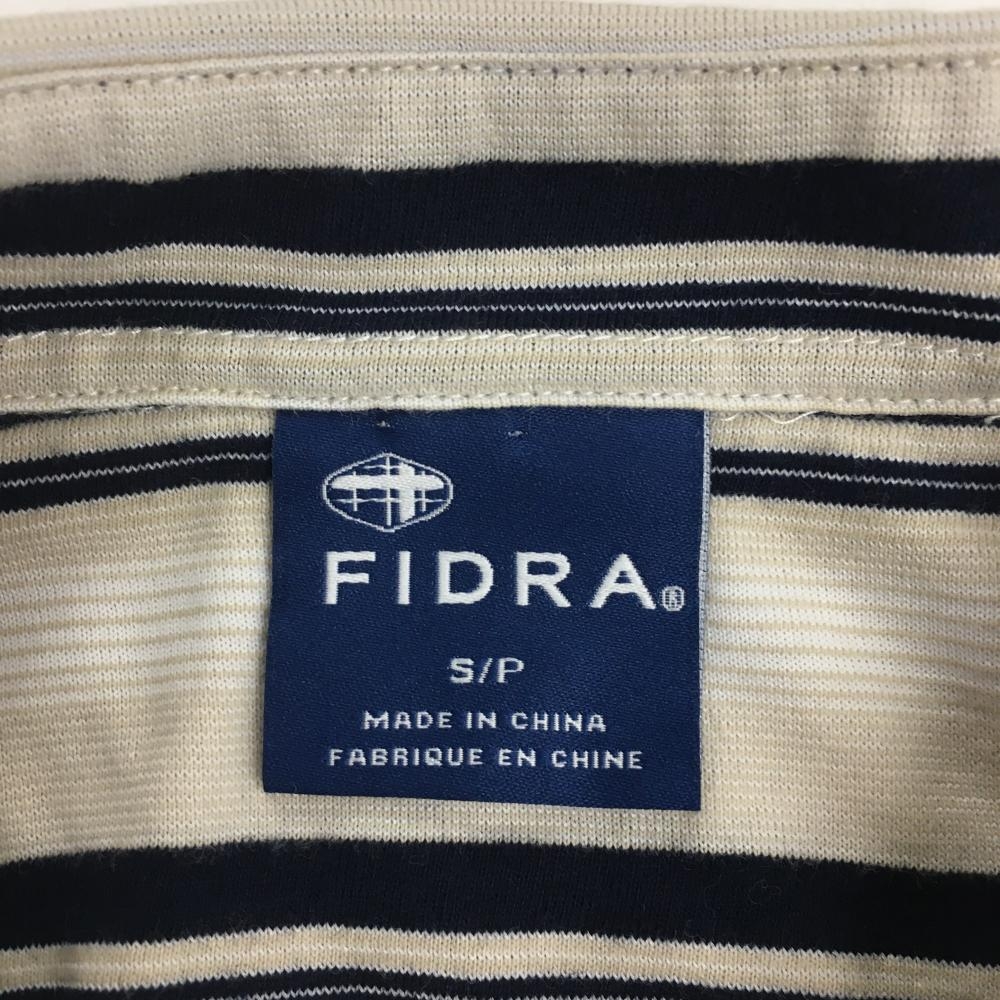 FIDRA®
S/P
MADE IN CHINA
FABRIQUE EN CHINE